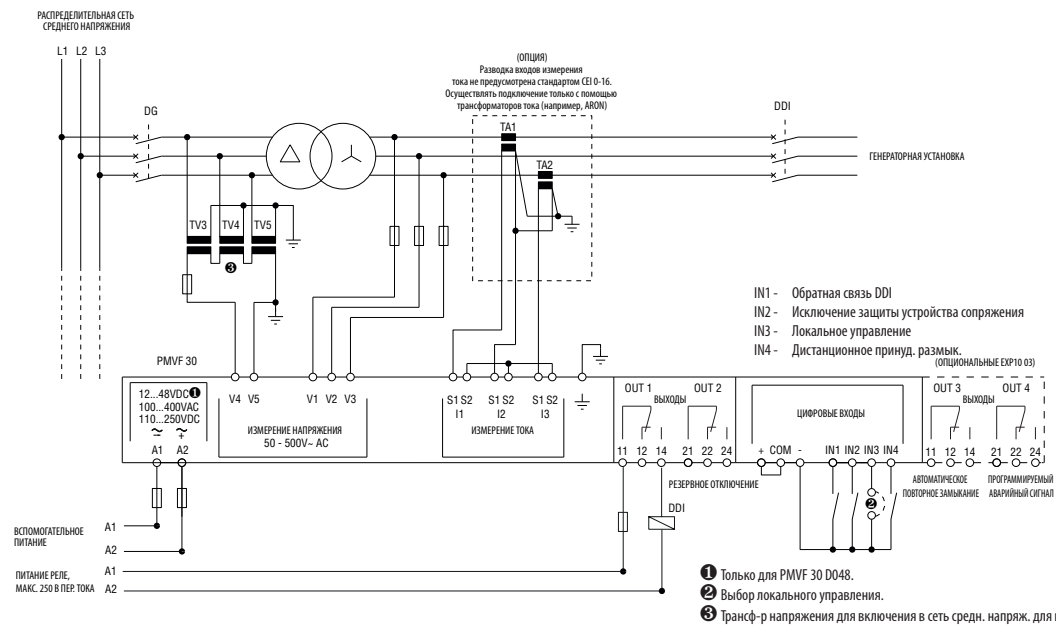 РАСПРЕДЕЛИТЕЛЬНАЯ СЕТЬ
СРЕДНЕГО НАПРЯЖЕНИЯ
L1 L2 L3
DG
(ОПЦИЯ)
Разводка входов измерения
тока не предусмотрена стандартом CEI 0-16.
Осуществлять подключение только с помощью
трансформаторов тока (например, ARON)
TA1
TA2
DDI
ГЕНЕРАТОРНАЯ УСТАНОВКА
TV3 TV4 TV5
❸
IN1 - Обратная связь DDI
IN2 - Исключение защиты устройства сопряжения
IN3 - Локальное управление
IN4 - Дистанционное принуд. размык.
(ОПЦИОНАЛЬНЫЕ EXP10 03)
PMVF 30
12...48VDC❶
100...400VAC
110...250VDC
~ ~
− +
A1 A2
V4 V5 V1 V2 V3
ИЗМЕРЕНИЕ НАПРЯЖЕНИЯ
50 - 500V~ AC
S1 S2 S1 S2 S1 S2
I1 I2 I3
ИЗМЕРЕНИЕ ТОКА
OUT 1 OUT 2
ВЫХОДЫ
11 12 14 21 22 24
ЦИФРОВЫЕ ВХОДЫ
+ COM - IN1 IN2 IN3 IN4
OUT 3 OUT 4
ВЫХОДЫ
11 12 14 21 22 24
РЕЗЕРВНОЕ ОТКЛЮЧЕНИЕ
АВТОМАТИЧЕСКОЕ
ПОВТОРНОЕ ЗАМЫКАНИЕ
ПРОГРАММИРУЕМЫЙ
АВАРИЙНЫЙ СИГНАЛ
DDI
❷
ВСПОМОГАТЕЛЬНОЕ
ПИТАНИЕ
A1
A2
ПИТАНИЕ РЕЛЕ,
МАКС. 250 В ПЕР. ТОКА
A1
A2
❶ Только для PMVF 30 D048.
❷ Выбор локального управления.
❸ Трансф-р напряжения для включения в сеть средн. напряж. для